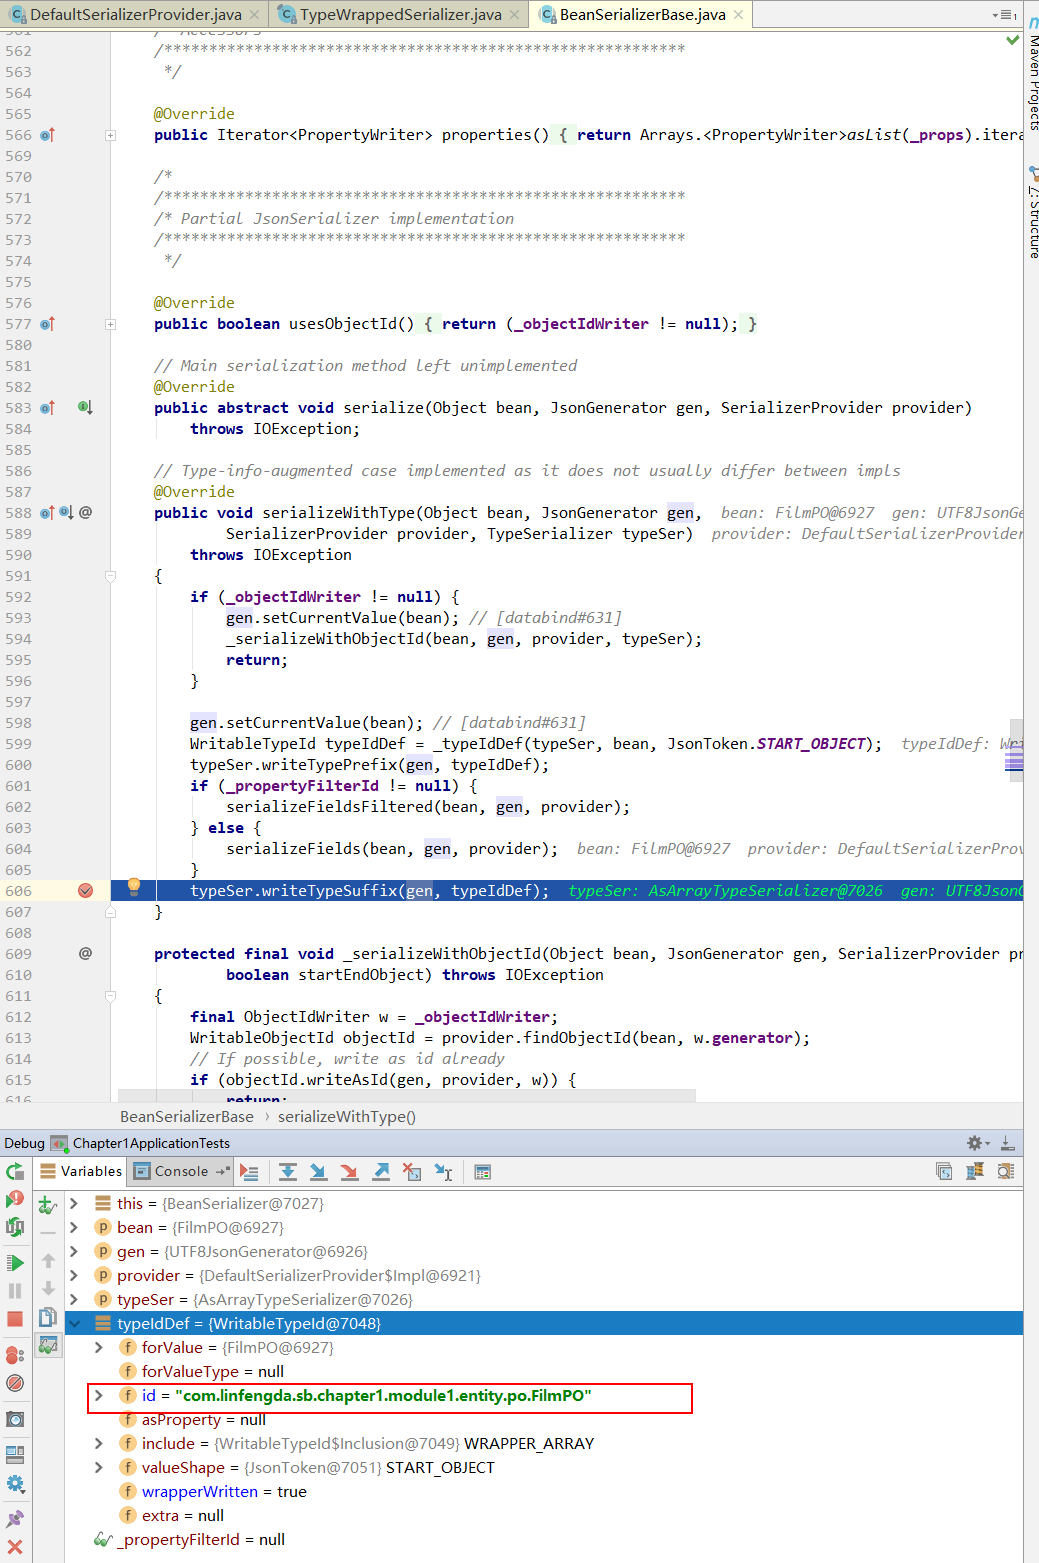 DefaultSerializerProvider.java
TypeWrappedSerializer.java
BeanSerializerBase.java
Maven Projects
Z: Structure
562 /**********************************************************
563 */
564
565 @Override
566 public Iterator<PropertyWriter> properties() { return Arrays.<PropertyWriter>asList(_props).itera
569
570 /*
571 /**********************************************************
572 /* Partial JsonSerializer implementation
573 /**********************************************************
574 */
575
576 @Override
577 public boolean usesObjectId() { return (_objectIdWriter != null); }
580
581 // Main serialization method left unimplemented
582 @Override
583 public abstract void serialize(Object bean, JsonGenerator gen, SerializerProvider provider)
584 throws IOException;
585
586 // Type-info-augmented case implemented as it does not usually differ between impls
587 @Override
588 public void serializeWithType(Object bean, JsonGenerator gen, bean: FilmPO@6927 gen: UTF8JsonGe
589 SerializerProvider provider, TypeSerializer typeSer) provider: DefaultSerializerProvider
590 throws IOException
591 {
592 if (_objectIdWriter != null) {
593 gen.setCurrentValue(bean); // [databind#631]
594 _serializeWithObjectId(bean, gen, provider, typeSer);
595 return;
596 }
597
598 gen.setCurrentValue(bean); // [databind#631]
599 WritableTypeId typeIdDef = _typeIdDef(typeSer, bean, JsonToken.START_OBJECT); typeIdDef: Wri
600 typeSer.writeTypePrefix(gen, typeIdDef);
601 if (_propertyFilterId != null) {
602 serializeFieldsFiltered(bean, gen, provider);
603 } else {
604 serializeFields(bean, gen, provider); bean: FilmPO@6927 provider: DefaultSerializerProv
605 }
606 typeSer.writeTypeSuffix(gen, typeIdDef); typeSer: AsArrayTypeSerializer@7026 gen: UTF8JsonG
607 }
608
609 protected final void _serializeWithObjectId(Object bean, JsonGenerator gen, SerializerProvider pr
610 boolean startEndObject) throws IOException
611 {
612 final ObjectIdWriter w = _objectIdWriter;
613 WritableObjectId objectId = provider.findObjectId(bean, w.generator);
614 // If possible, write as id already
615 if (objectId.writeAsId(gen, provider, w)) {
616 return;
BeanSerializerBase › serializeWithType()
Debug Chapter1ApplicationTests
Variables Console
this = {BeanSerializer@7027}
bean = {FilmPO@6927}
gen = {UTF8JsonGenerator@6926}
provider = {DefaultSerializerProvider$Impl@6921}
typeSer = {AsArrayTypeSerializer@7026}
typeIdDef = {WritableTypeId@7048}
forValue = {FilmPO@6927}
forValueType = null
id = "com.linfengda.sb.chapter1.module1.entity.po.FilmPO"
asProperty = null
include = {WritableTypeId$Inclusion@7049} WRAPPER_ARRAY
valueShape = {JsonToken@7051} START_OBJECT
wrapperWritten = true
extra = null
_propertyFilterId = null